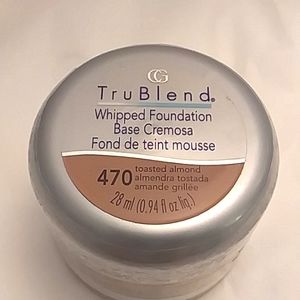 CG
TruBlend®
Whipped Foundation
Base Cremosa
Fond de teint mousse
470 toasted almond
almendra tostada
amande grillée
28 ml (0.94 fl oz liq.)